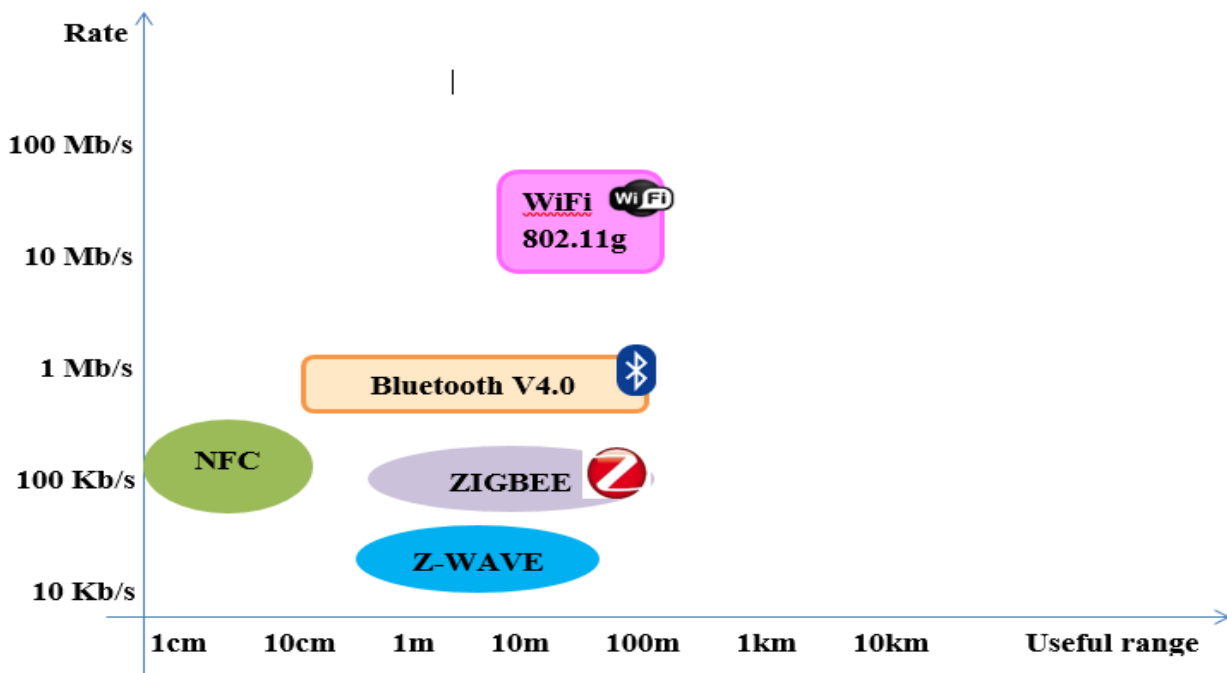 Rate
100 Mb/s
WiFi WiFi
802.11g
10 Mb/s
1 Mb/s
Bluetooth V4.0
NFC
100 Kb/s
ZIGBEE Z
Z-WAVE
10 Kb/s
1cm 10cm 1m 10m 100m 1km 10km Useful range